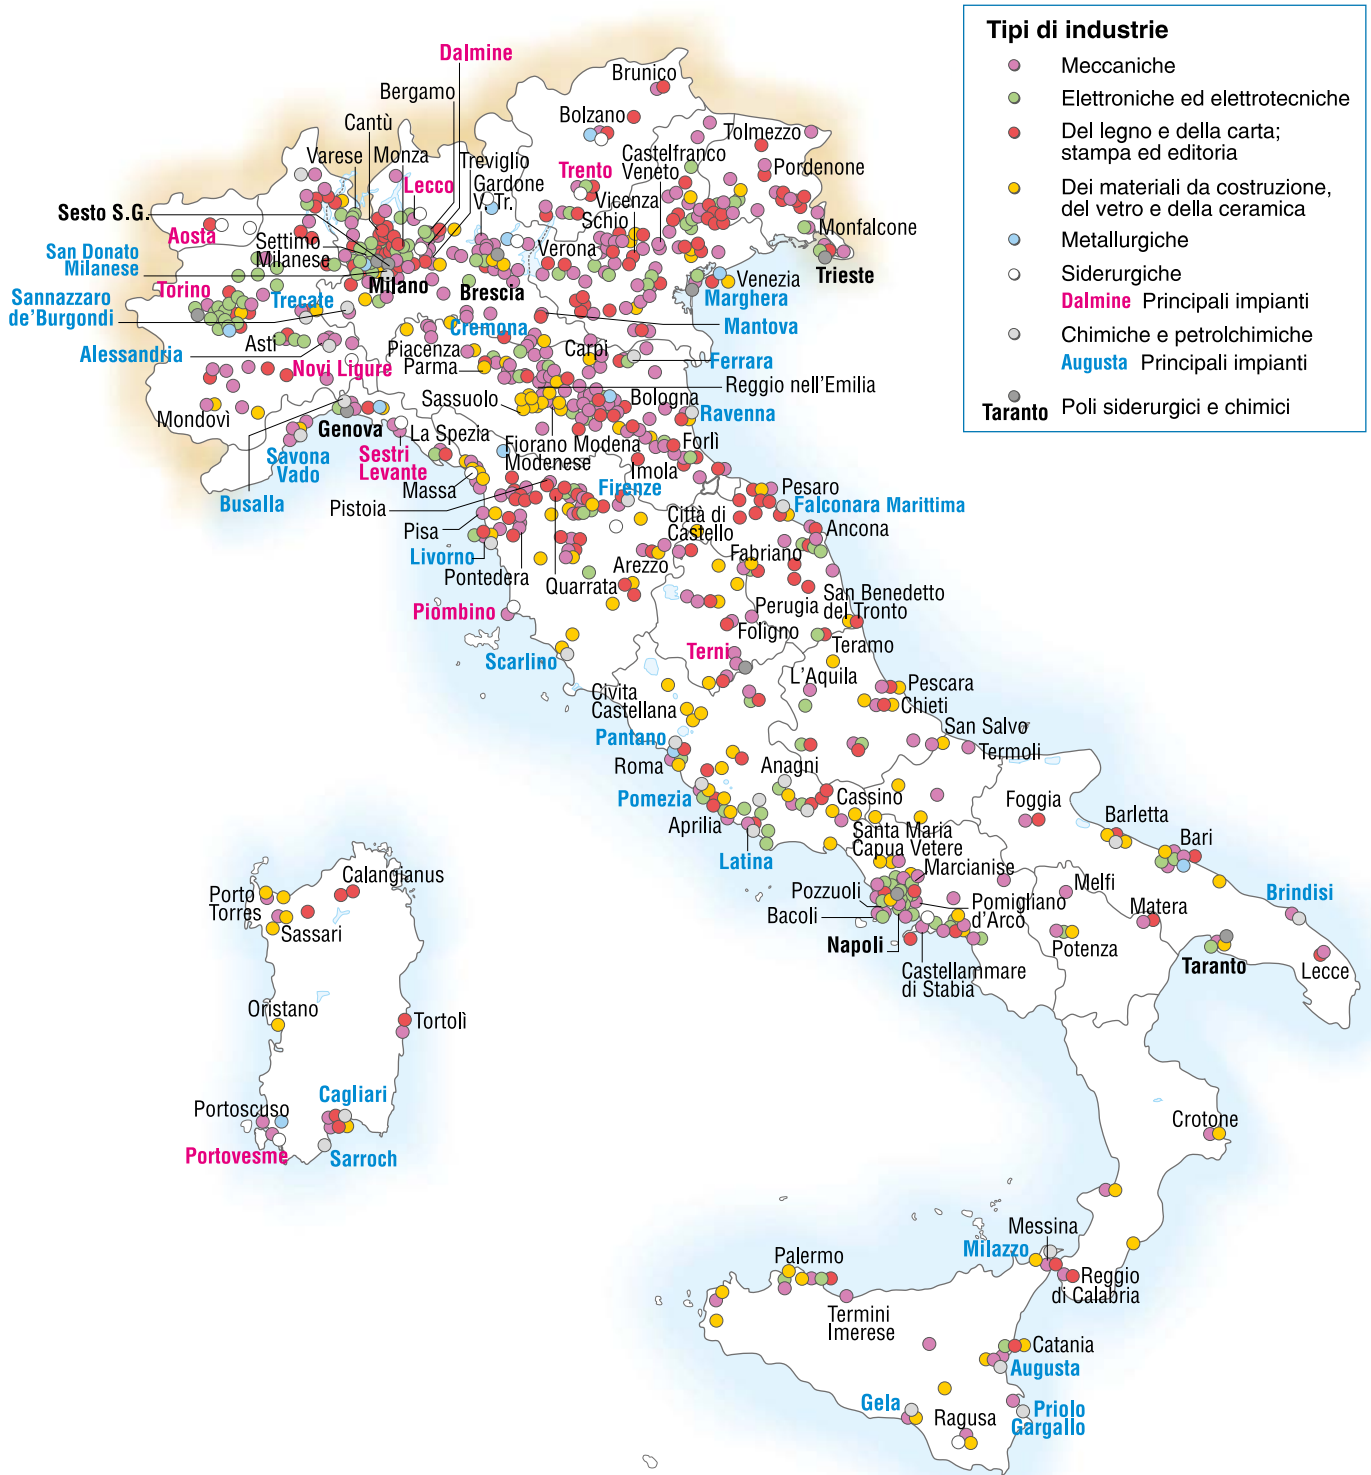 Tipi di industrie
Meccaniche
Elettroniche ed elettrotecniche
Del legno e della carta;
stampa ed editoria
Dei materiali da costruzione,
del vetro e della ceramica
Metallurgiche
Siderurgiche
Dalmine Principali impianti
Chimiche e petrolchimiche
Augusta Principali impianti
Taranto Poli siderurgici e chimici
Dalmine
Bergamo
Cantù
Varese
Monza
Treviglio
Lecco
Gardone
V. Tr.
Brunico
Bolzano
Tolmezzo
Castelfranco
Veneto
Trento
Pordenone
Vicenza
Schio
Verona
Monfalcone
Trieste
Sesto S.G.
Aosta
San Donato
Milanese
Settimo
Milanese
Milano
Brescia
Venezia
Marghera
Mantova
Sannazzaro
de'Burgondi
Torino
Trecate
Cremona
Alessandria
Asti
Novi Ligure
Piacenza
Parma
Carpi
Ferrara
Reggio nell'Emilia
Mondovì
Sassuolo
Bologna
Ravenna
Genova
La Spezia
Fiorano
Modenese
Modena
Forlì
Imola
Savona
Vado
Sestri
Levante
Busalla
Massa
Pistoia
Firenze
Pesaro
Falconara Marittima
Ancona
Pisa
Città di
Castello
Livorno
Fabriano
Pontedera
Quarrata
Arezzo
San Benedetto
del Tronto
Piombino
Perugia
Foligno
Terni
Teramo
Scarlino
L'Aquila
Civita
Castellana
Pescara
Chieti
Pantano
San Salvo
Termoli
Roma
Anagni
Pomezia
Cassino
Foggia
Aprilia
Barletta
Latina
Santa Maria
Capua Vetere
Bari
Marcianise
Pozzuoli
Melfi
Bacoli
Pomigliano
d'Arco
Matera
Brindisi
Napoli
Potenza
Taranto
Lecce
Castellammare
di Stabia
Calangianus
Porto
Torres
Sassari
Oristano
Tortolì
Cagliari
Portoscuso
Portovesme
Sarroch
Crotone
Messina
Milazzo
Palermo
Reggio
di Calabria
Termini
Imerese
Catania
Augusta
Gela
Ragusa
Priolo
Gargallo